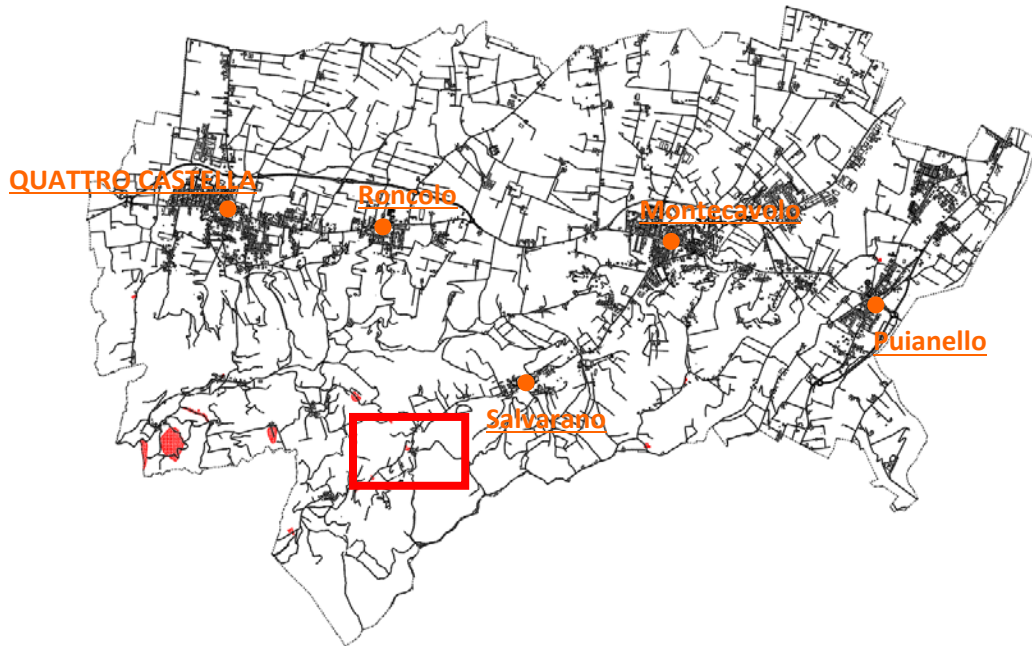 QUATTRO CASTELLA
Roncolo
Montecavolo
Puianello
Salvarano